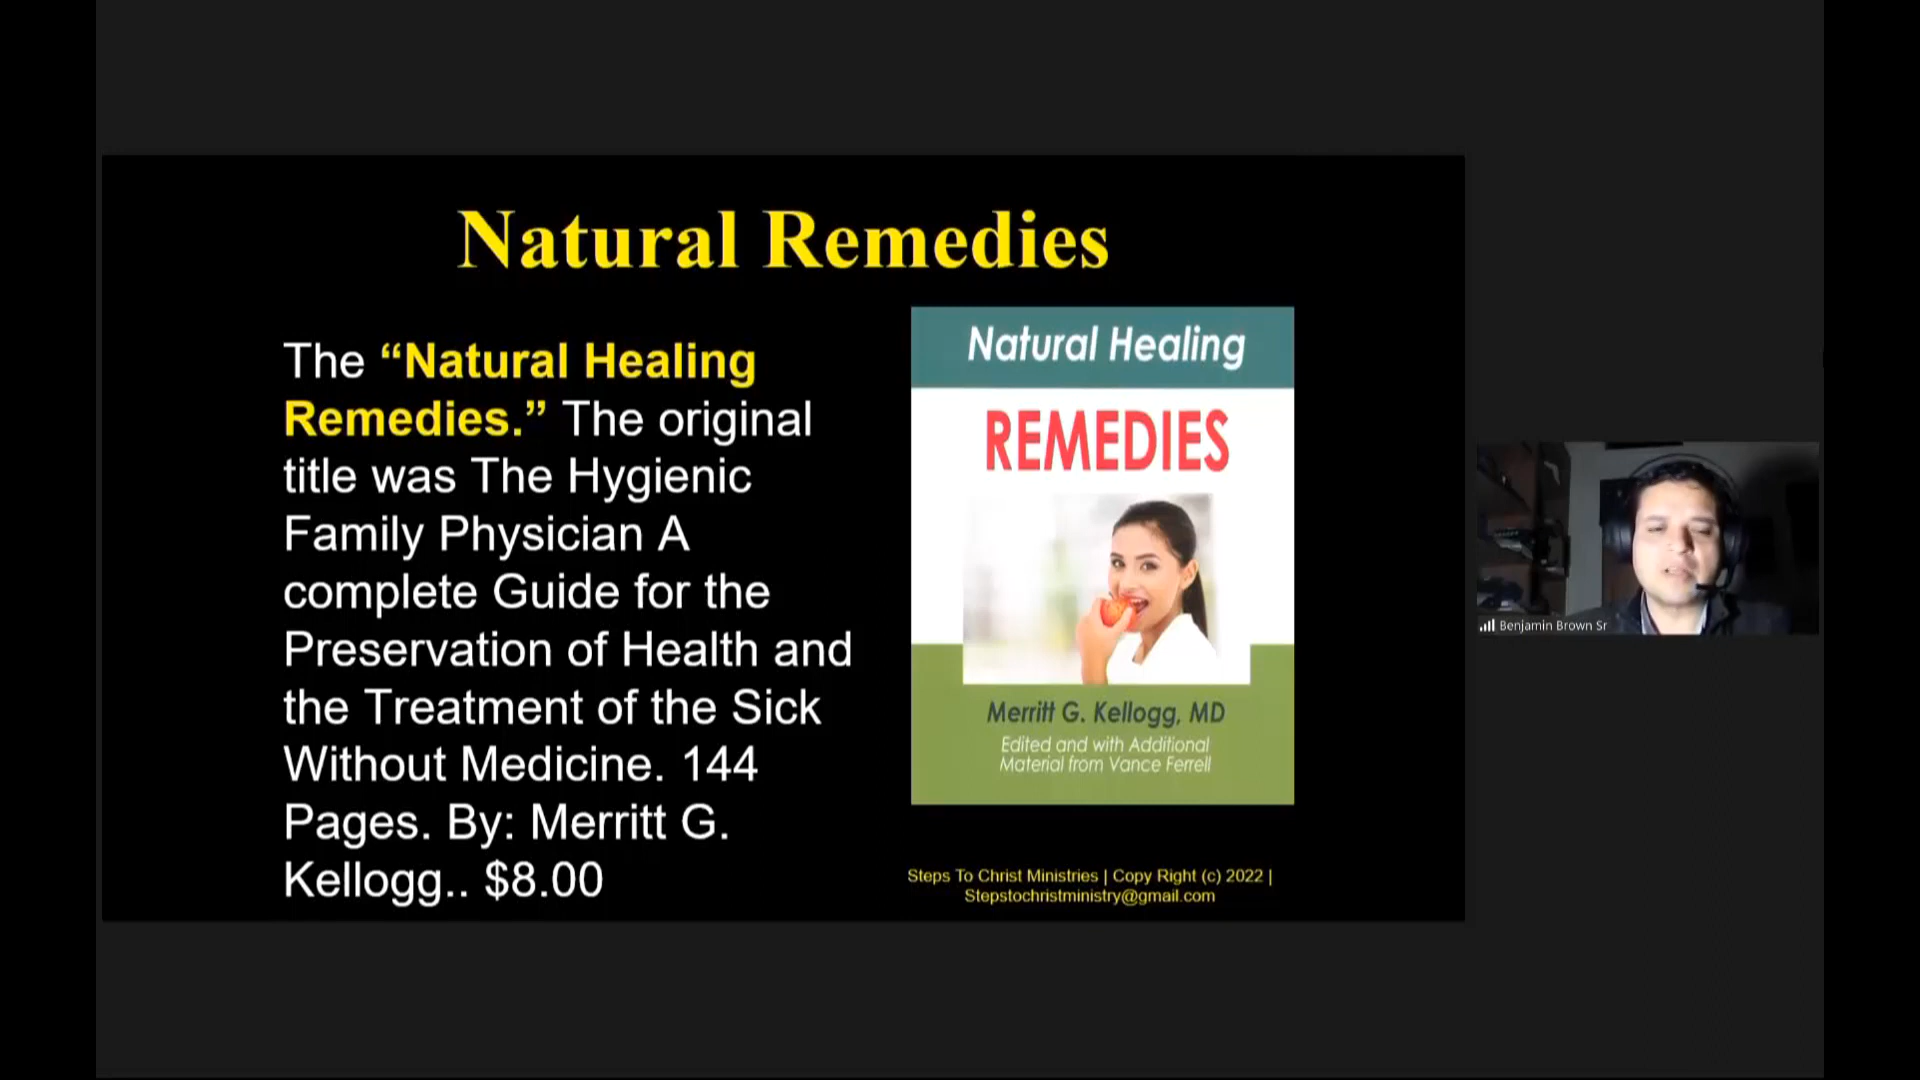 Natural Remedies
The “Natural Healing
Remedies.” The original
title was The Hygienic
Family Physician A
complete Guide for the
Preservation of Health and
the Treatment of the Sick
Without Medicine. 144
Pages. By: Merritt G.
Kellogg.. $8.00
Natural Healing
REMEDIES
Merritt G. Kellogg, MD
Edited and with Additional
Material from Vance Ferrell
Steps To Christ Ministries | Copy Right (c) 2022 |
Stepstochristministry@gmail.com
Benjamin Brown Sr